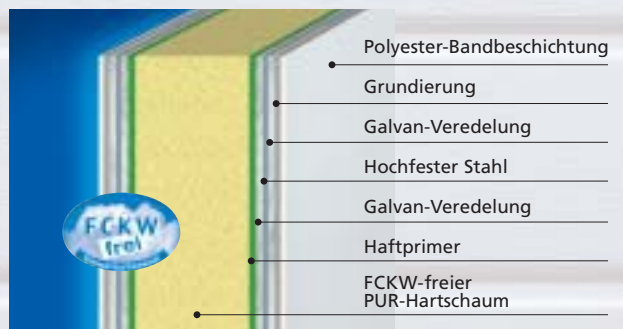 Polyester-Bandbeschichtung
Grundierung
Galvan-Veredelung
Hochfester Stahl
Galvan-Veredelung
Haftprimer
FCKW-freier
PUR-Hartschaum
FCKW
frei